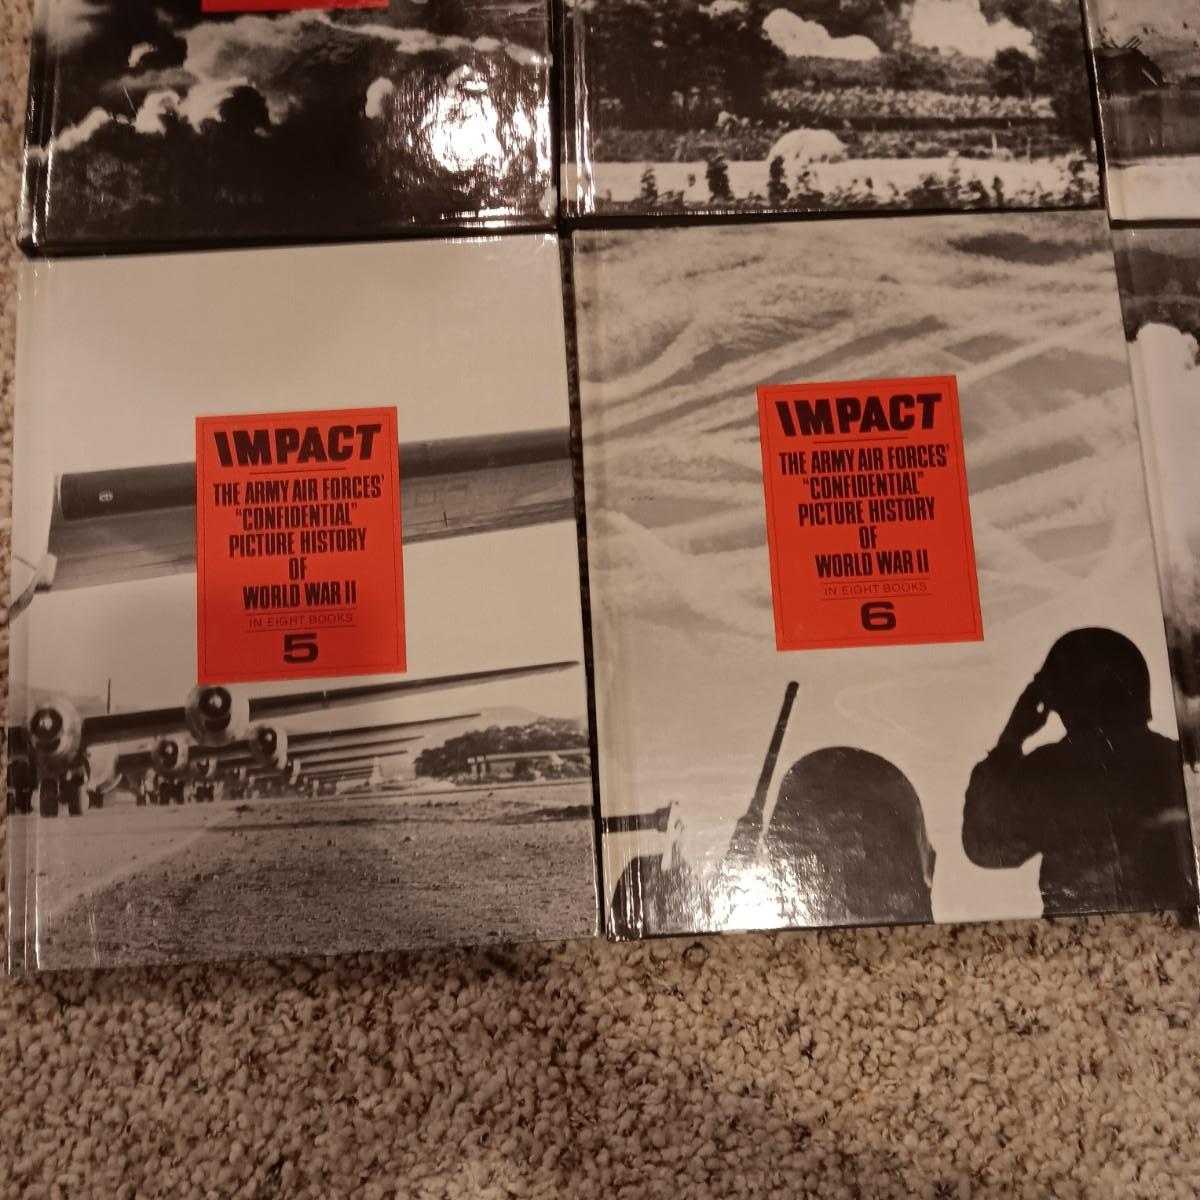 IMPACT
THE ARMY AIR FORCES'
"CONFIDENTIAL"
PICTURE HISTORY
OF
WORLD WAR II
IN EIGHT BOOKS
5
IMPACT
THE ARMY AIR FORCES'
"CONFIDENTIAL"
PICTURE HISTORY
OF
WORLD WAR II
IN EIGHT BOOKS
6